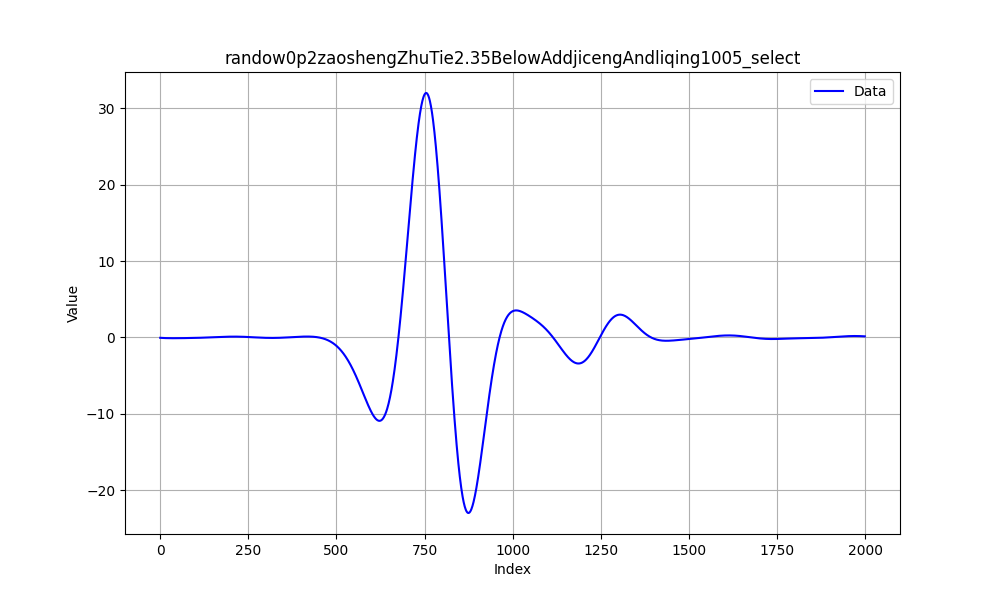 randow0p2zaoshengZhuTie2.35BelowAddjicengAndliqing1005_select
Data
Value
30
20
10
0
−10
−20
0 250 500 750 1000 1250 1500 1750 2000
Index